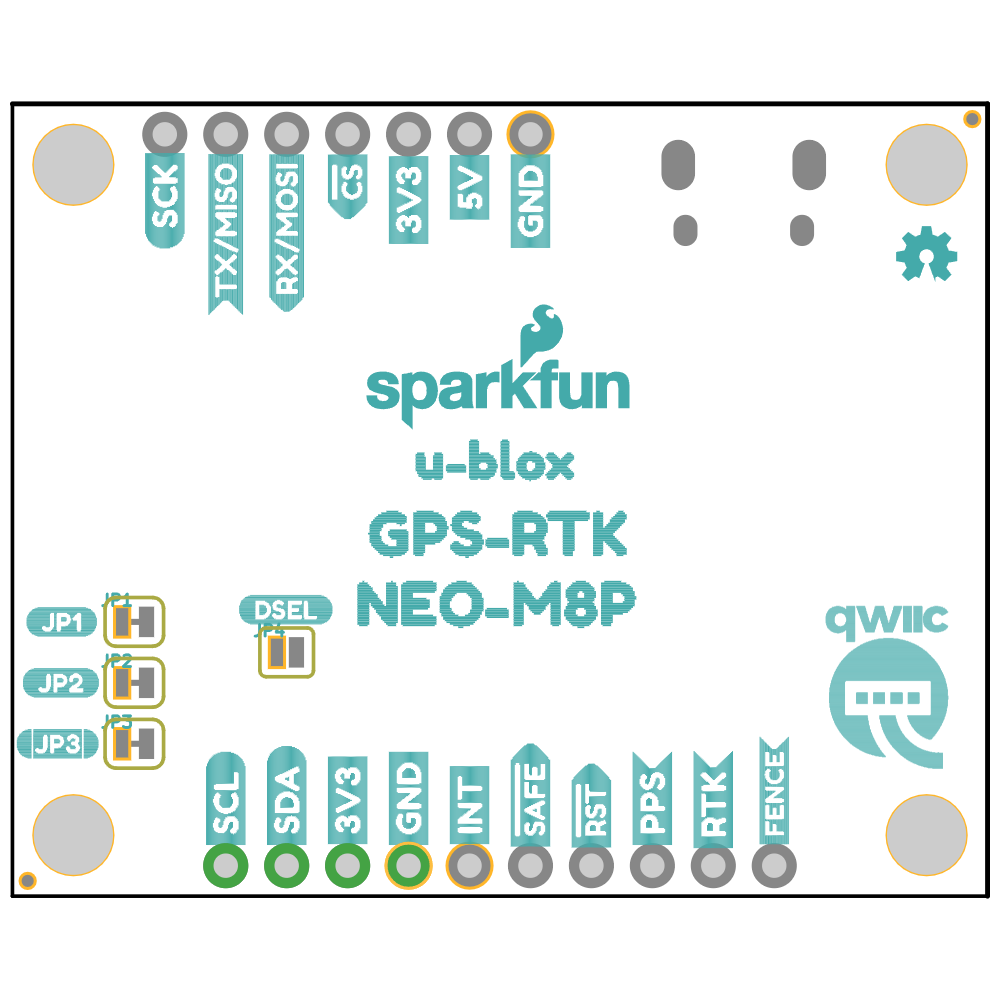 SCK
TX/MISO
RX/MOSI
CS
3V3
5V
GND
sparkfun
u-blox
GPS-RTK
NEO-M8P
JP1
JP1
DSEL
JP4
JP2
JP2
JP3
JP3
qwiic
SCL
SDA
3V3
GND
INT
SAFE
RST
PPS
RTK
FENCE